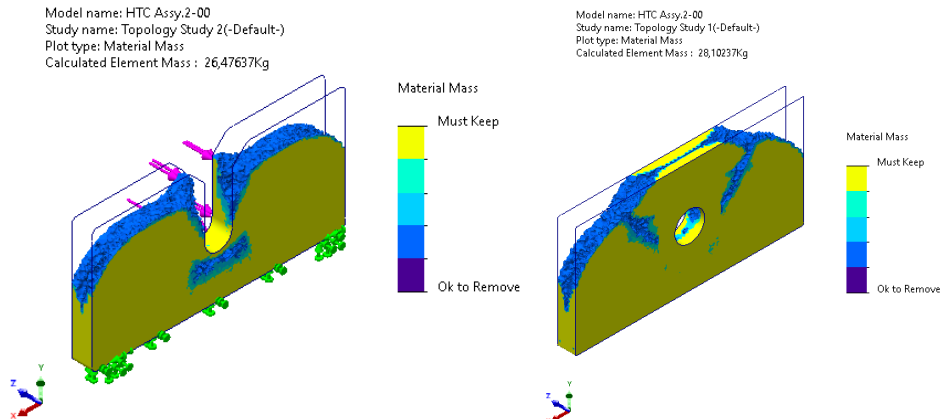 Model name: HTC Assy.2-00
Study name: Topology Study 2(-Default-)
Plot type: Material Mass
Calculated Element Mass : 26,47637Kg
Material Mass
Must Keep
Ok to Remove
Y
Z
X
Model name: HTC Assy.2-00
Study name: Topology Study 1(-Default-)
Plot type: Material Mass
Calculated Element Mass : 28,10237Kg
Material Mass
Must Keep
Ok to Remove
Y
Z